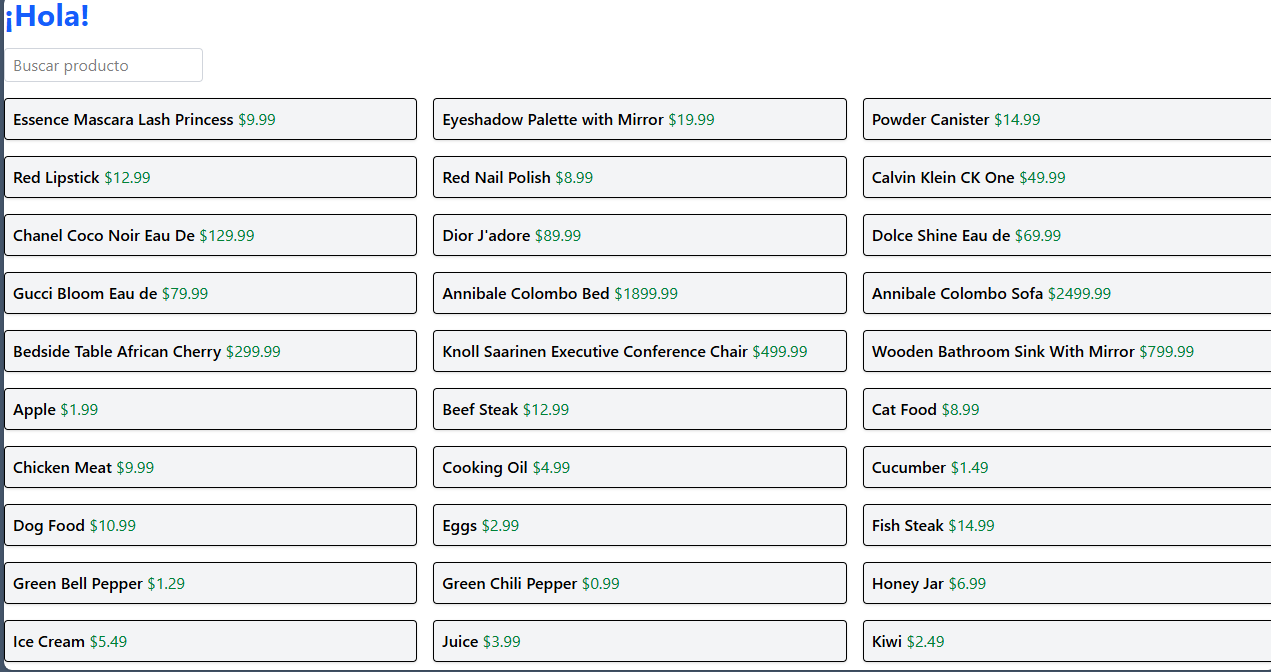 ¡Hola!
Buscar producto
Essence Mascara Lash Princess $9.99
Eyeshadow Palette with Mirror $19.99
Powder Canister $14.99
Red Lipstick $12.99
Red Nail Polish $8.99
Calvin Klein CK One $49.99
Chanel Coco Noir Eau De $129.99
Dior J'adore $89.99
Dolce Shine Eau de $69.99
Gucci Bloom Eau de $79.99
Annibale Colombo Bed $1899.99
Annibale Colombo Sofa $2499.99
Bedside Table African Cherry $299.99
Knoll Saarinen Executive Conference Chair $499.99
Wooden Bathroom Sink With Mirror $799.99
Apple $1.99
Beef Steak $12.99
Cat Food $8.99
Chicken Meat $9.99
Cooking Oil $4.99
Cucumber $1.49
Dog Food $10.99
Eggs $2.99
Fish Steak $14.99
Green Bell Pepper $1.29
Green Chili Pepper $0.99
Honey Jar $6.99
Ice Cream $5.49
Juice $3.99
Kiwi $2.49